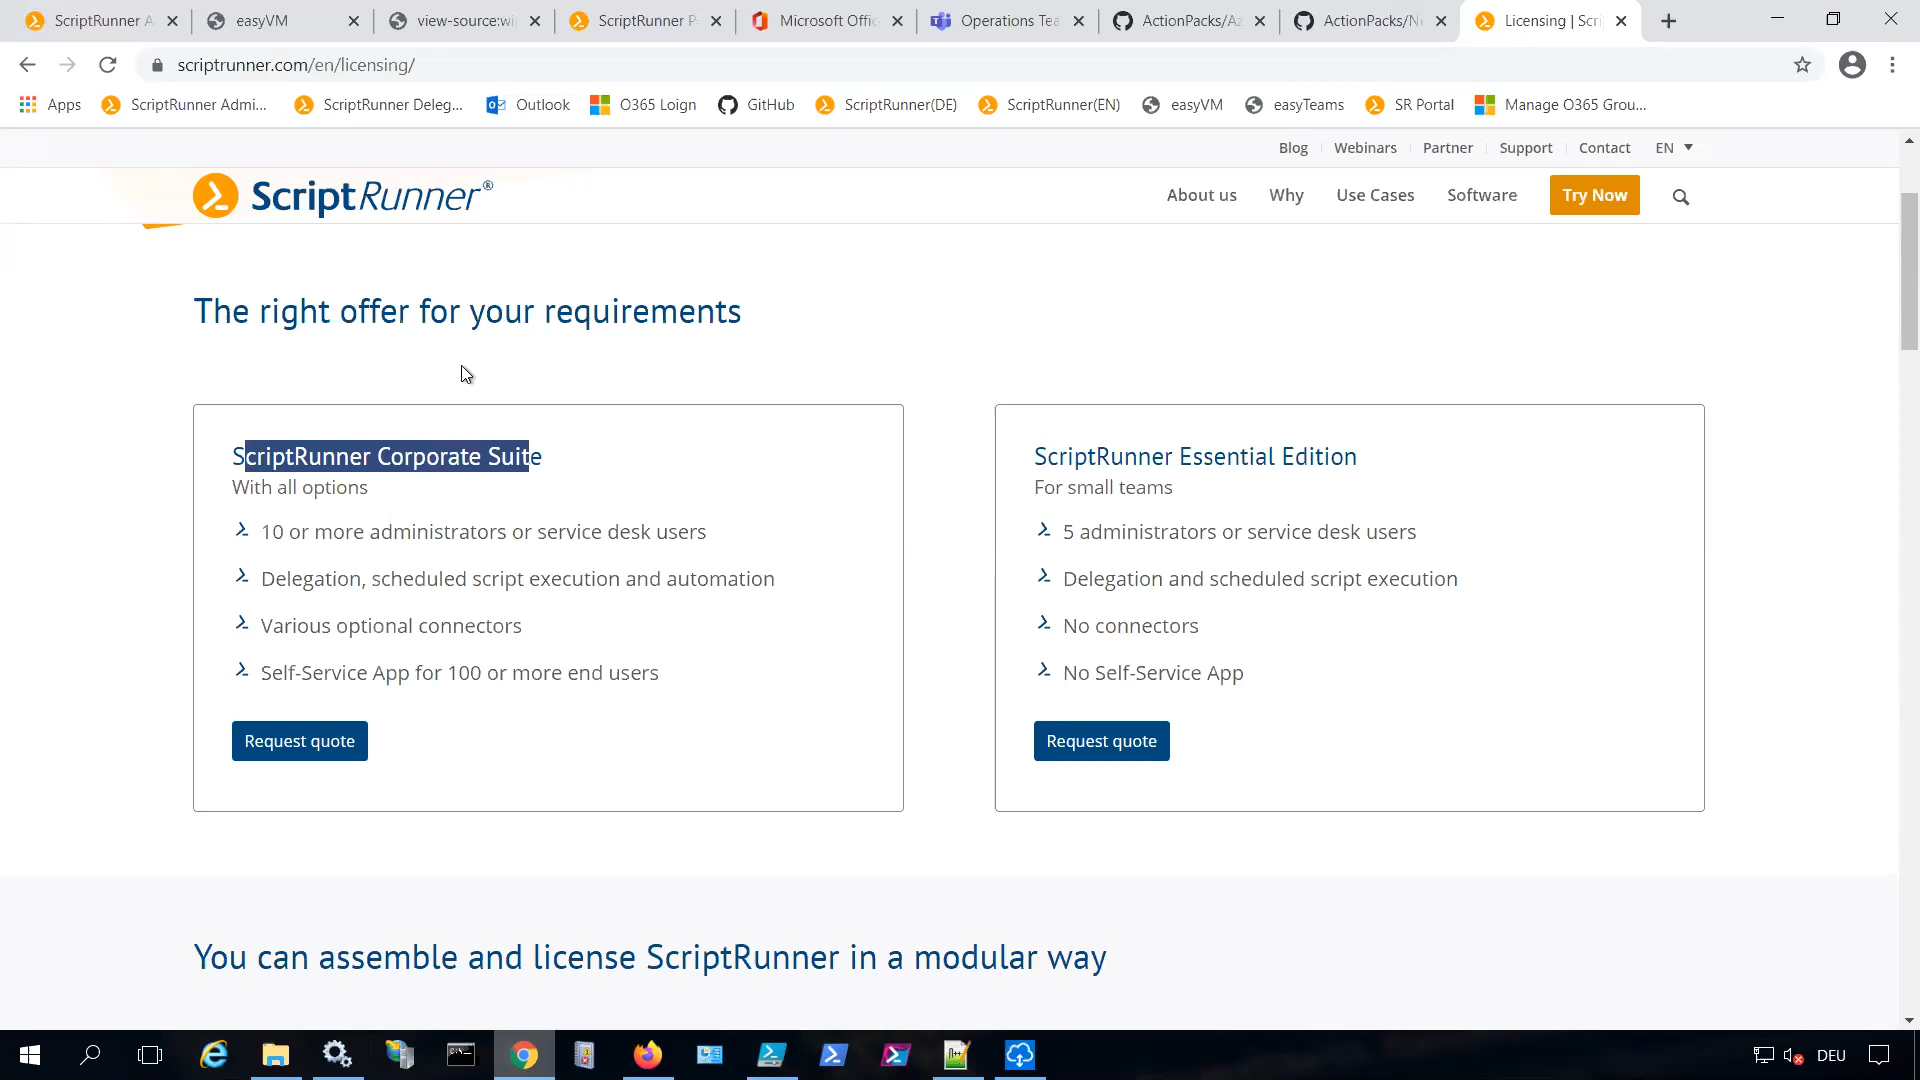 ScriptRunner A
easyVM
view-source:wi
ScriptRunner P
Microsoft Offic
Operations Tea
ActionPacks/Az
ActionPacks/Ne
Licensing | Scri
scriptrunner.com/en/licensing/
Apps
ScriptRunner Admi...
ScriptRunner Deleg...
Outlook
O365 Loign
GitHub
ScriptRunner(DE)
ScriptRunner(EN)
easyVM
easyTeams
SR Portal
Manage O365 Grou...
Blog
Webinars
Partner
Support
Contact
EN
ScriptRunner®
About us
Why
Use Cases
Software
Try Now
The right offer for your requirements
ScriptRunner Corporate Suite
With all options
10 or more administrators or service desk users
Delegation, scheduled script execution and automation
Various optional connectors
Self-Service App for 100 or more end users
Request quote
ScriptRunner Essential Edition
For small teams
5 administrators or service desk users
Delegation and scheduled script execution
No connectors
No Self-Service App
Request quote
You can assemble and license ScriptRunner in a modular way
DEU